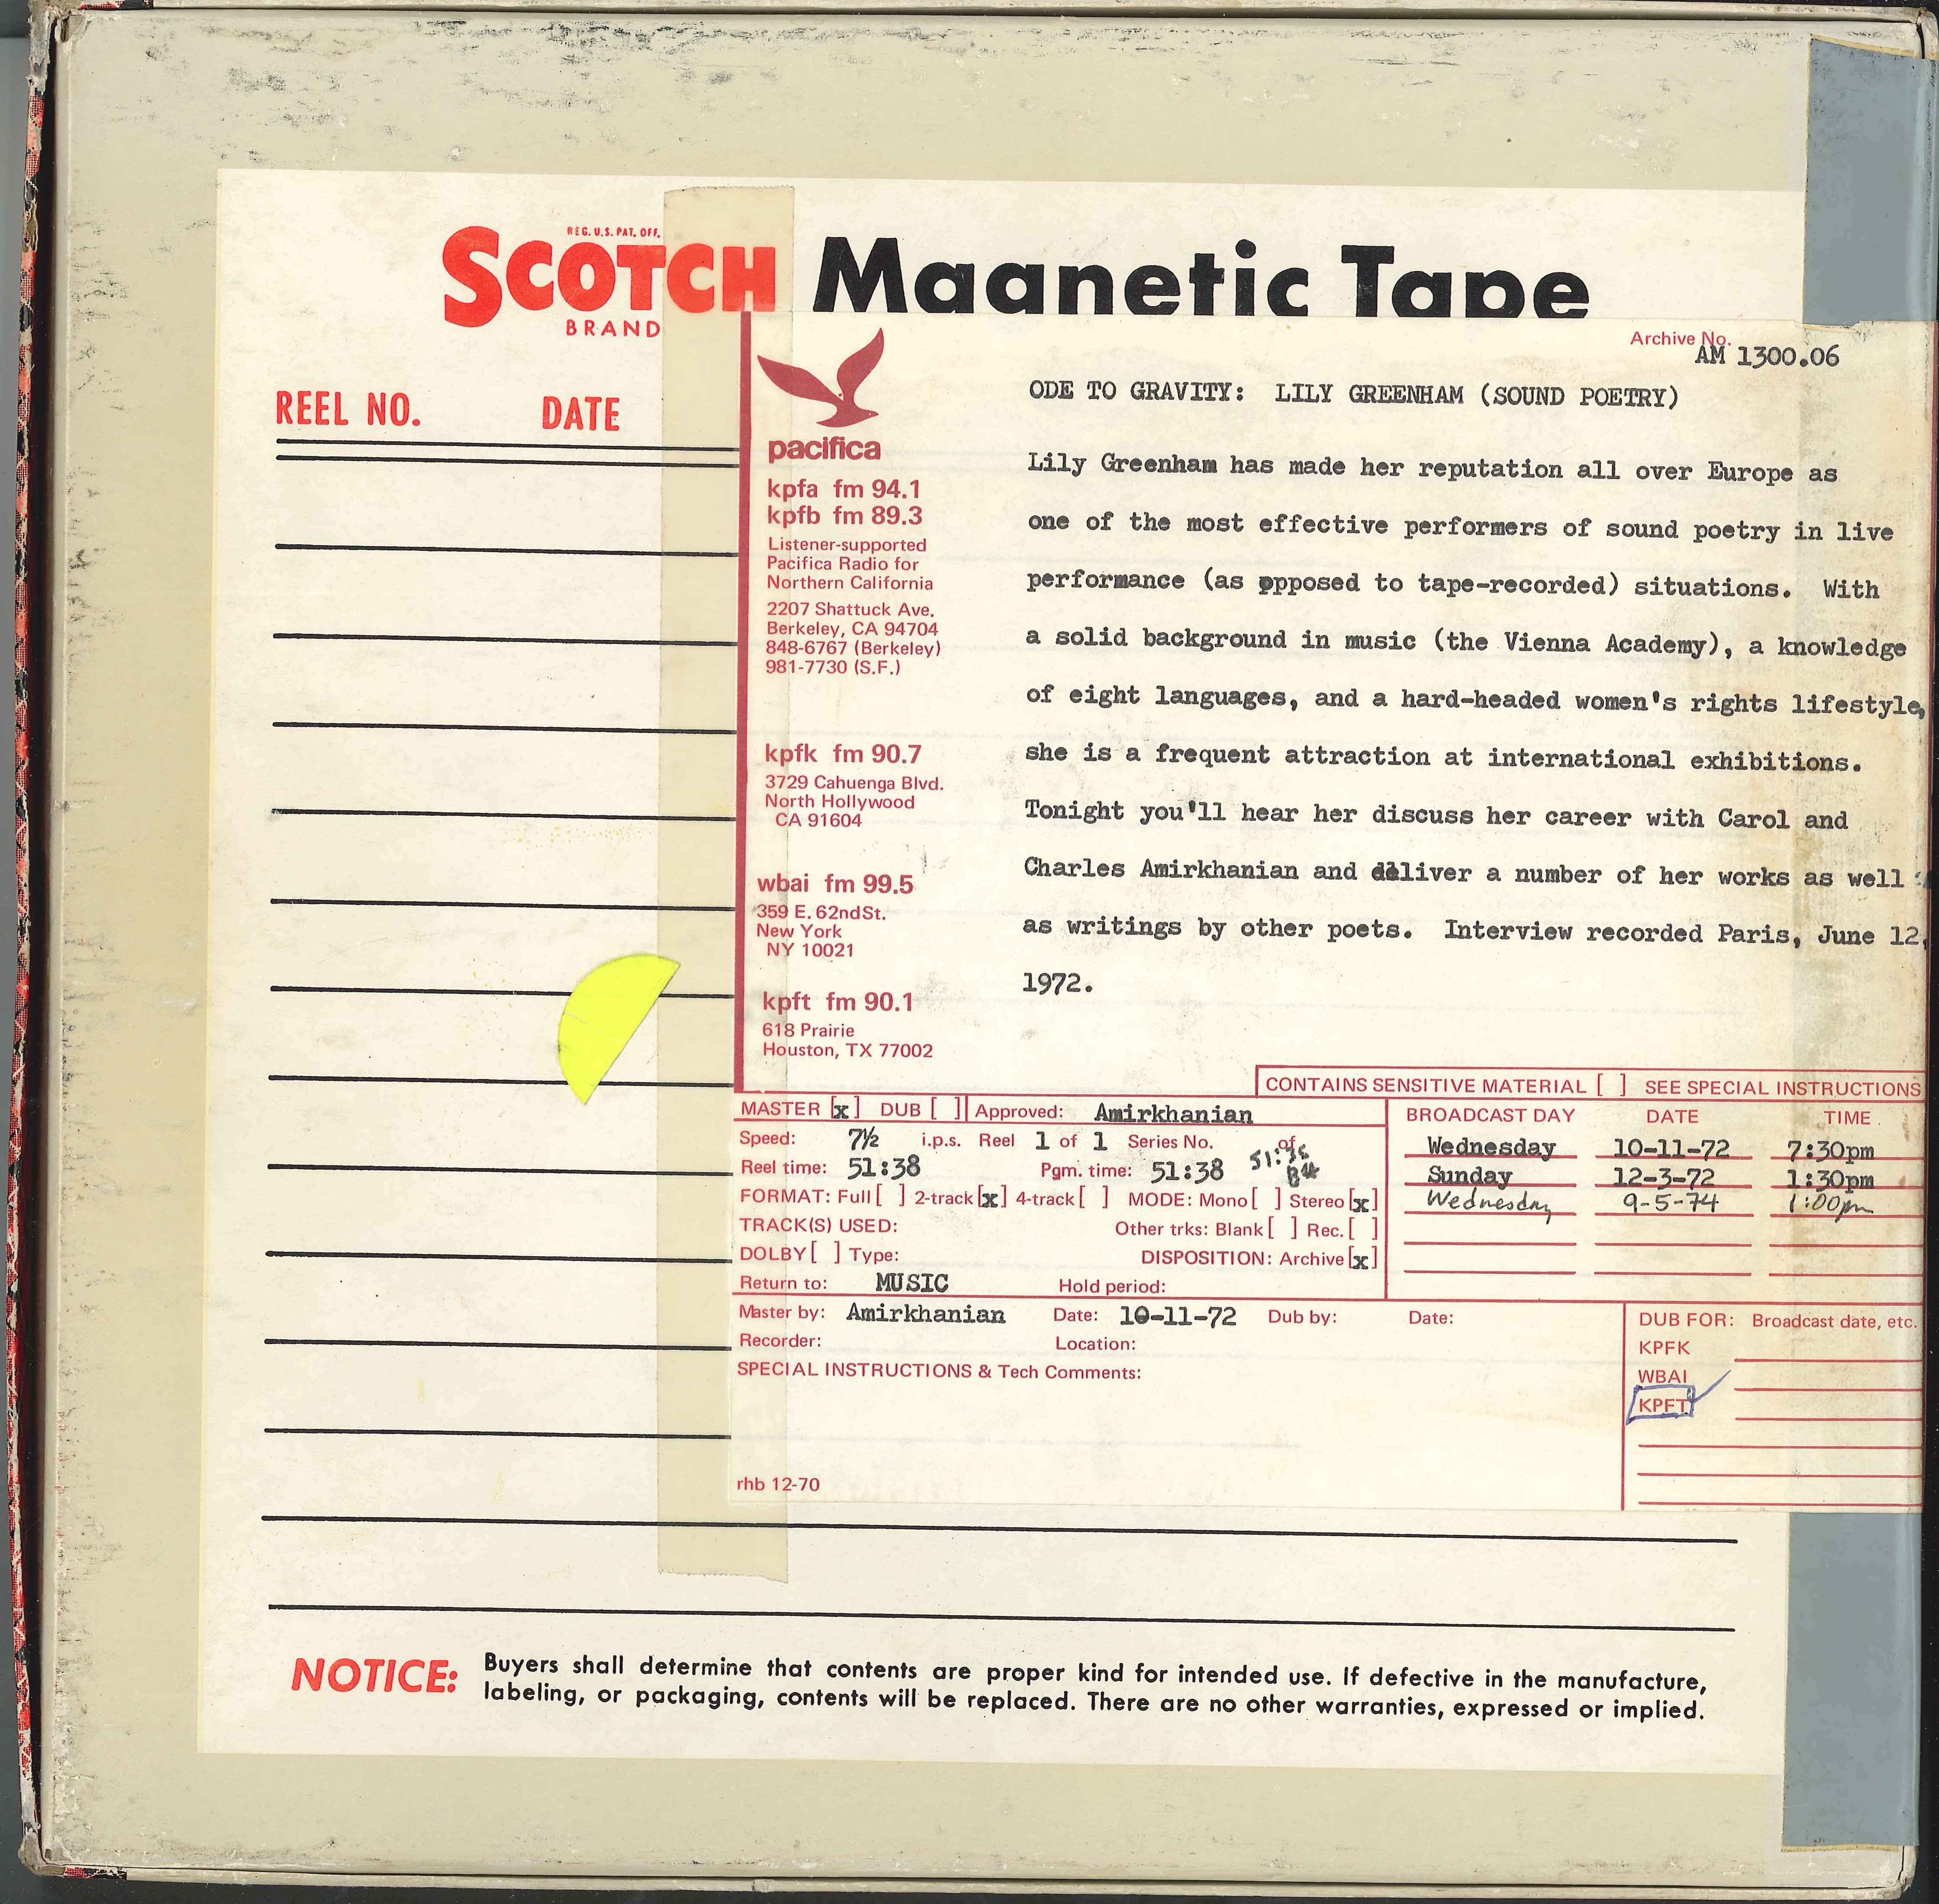 REG. U.S. PAT. OFF.
SCOTCH Magnetic Tape
BRAND
REEL NO. DATE
Archive No.
AM 1300.06
ODE TO GRAVITY: LILY GREENHAM (SOUND POETRY)
Lily Greenham has made her reputation all over Europe as
one of the most effective performers of sound poetry in live
performance (as opposed to tape-recorded) situations. With
a solid background in music (the Vienna Academy), a knowledge
of eight languages, and a hard-headed women's rights lifestyle,
she is a frequent attraction at international exhibitions.
Tonight you'll hear her discuss her career with Carol and
Charles Amirkhanian and deliver a number of her works as well
as writings by other poets. Interview recorded Paris, June 12,
1972.
pacifica
kpfa fm 94.1
kpfb fm 89.3
Listener-supported
Pacifica Radio for
Northern California
2207 Shattuck Ave.
Berkeley, CA 94704
848-6767 (Berkeley)
981-7730 (S.F.)
kpfk fm 90.7
3729 Cahuenga Blvd.
North Hollywood
CA 91604
wbai fm 99.5
359 E. 62nd St.
New York
NY 10021
kpft fm 90.1
618 Prairie
Houston, TX 77002
CONTAINS SENSITIVE MATERIAL [ ] SEE SPECIAL INSTRUCTIONS
MASTER [x] DUB [ ] Approved: Amirkhanian
Speed: 7½ i.p.s. Reel 1 of 1 Series No. of
Reel time: 51:38 Pgm. time: 51:38
FORMAT: Full [ ] 2-track [x] 4-track [ ] MODE: Mono [ ] Stereo [x]
TRACK(S) USED: Other trks: Blank [ ] Rec. [ ]
DOLBY [ ] Type: DISPOSITION: Archive [x]
Return to: MUSIC Hold period:
BROADCAST DAY DATE TIME
Wednesday 10-11-72 7:30pm
Sunday 12-3-72 1:30pm
Wednesday 9-5-74 1:00pm
Master by: Amirkhanian Date: 10-11-72 Dub by: Date:
Recorder: Location:
SPECIAL INSTRUCTIONS & Tech Comments:
DUB FOR: Broadcast date, etc.
KPFK
WBAI
KPFT
rhb 12-70
NOTICE: Buyers shall determine that contents are proper kind for intended use. If defective in the manufacture,
labeling, or packaging, contents will be replaced. There are no other warranties, expressed or implied.